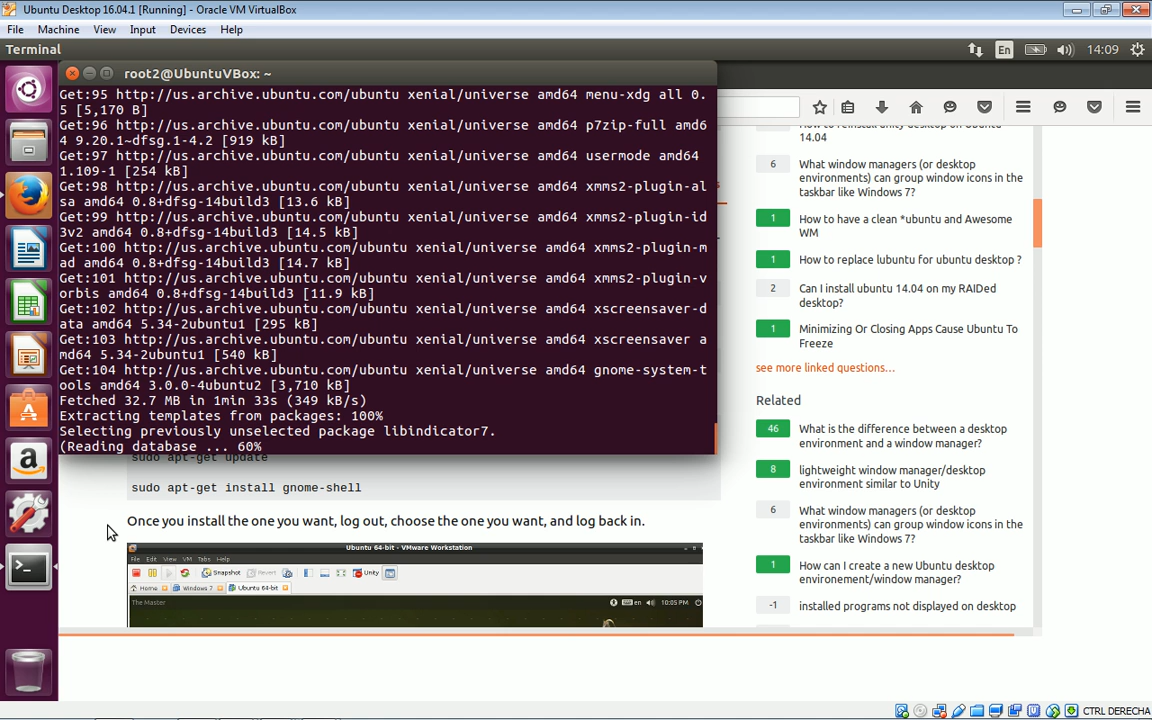 Ubuntu Desktop 16.04.1 [Running] - Oracle VM VirtualBox
File Machine View Input Devices Help
Terminal
En 14:09
root2@UbuntuVBox: ~
Get:95 http://us.archive.ubuntu.com/ubuntu xenial/universe amd64 menu-xdg all 0.
5 [5,170 B]
Get:96 http://us.archive.ubuntu.com/ubuntu xenial/universe amd64 p7zip-full amd6
4 9.20.1~dfsg.1-4.2 [919 kB]
Get:97 http://us.archive.ubuntu.com/ubuntu xenial/universe amd64 usermode amd64
1.109-1 [254 kB]
Get:98 http://us.archive.ubuntu.com/ubuntu xenial/universe amd64 xmms2-plugin-al
sa amd64 0.8+dfsg-14build3 [13.6 kB]
Get:99 http://us.archive.ubuntu.com/ubuntu xenial/universe amd64 xmms2-plugin-id
3v2 amd64 0.8+dfsg-14build3 [14.5 kB]
Get:100 http://us.archive.ubuntu.com/ubuntu xenial/universe amd64 xmms2-plugin-m
ad amd64 0.8+dfsg-14build3 [14.7 kB]
Get:101 http://us.archive.ubuntu.com/ubuntu xenial/universe amd64 xmms2-plugin-v
orbis amd64 0.8+dfsg-14build3 [11.9 kB]
Get:102 http://us.archive.ubuntu.com/ubuntu xenial/universe amd64 xscreensaver-d
ata amd64 5.34-2ubuntu1 [295 kB]
Get:103 http://us.archive.ubuntu.com/ubuntu xenial/universe amd64 xscreensaver a
md64 5.34-2ubuntu1 [540 kB]
Get:104 http://us.archive.ubuntu.com/ubuntu xenial/universe amd64 gnome-system-t
ools amd64 3.0.0-4ubuntu2 [3,710 kB]
Fetched 32.7 MB in 1min 33s (349 kB/s)
Extracting templates from packages: 100%
Selecting previously unselected package libindicator7.
(Reading database ... 60%
sudo apt-get update
sudo apt-get install gnome-shell
Once you install the one you want, log out, choose the one you want, and log back in.
Ubuntu 64-bit - VMware Workstation
File Edit View VM Tabs Help
Snapshot Revert Unity
Home Windows 7 Ubuntu 64-bit
The Master en 10:05 PM
How to reinstall Unity desktop on Ubuntu
14.04
6 What window managers (or desktop
environments) can group window icons in the
taskbar like Windows 7?
1 How to have a clean *ubuntu and Awesome
WM
1 How to replace lubuntu for ubuntu desktop ?
2 Can I install ubuntu 14.04 on my RAIDed
desktop?
1 Minimizing Or Closing Apps Cause Ubuntu To
Freeze
see more linked questions…
Related
46 What is the difference between a desktop
environment and a window manager?
8 lightweight window manager/desktop
environment similar to Unity
6 What window managers (or desktop
environments) can group window icons in the
taskbar like Windows 7?
1 How can I create a new Ubuntu desktop
environement/window manager?
-1 installed programs not displayed on desktop
CTRL DERECHA